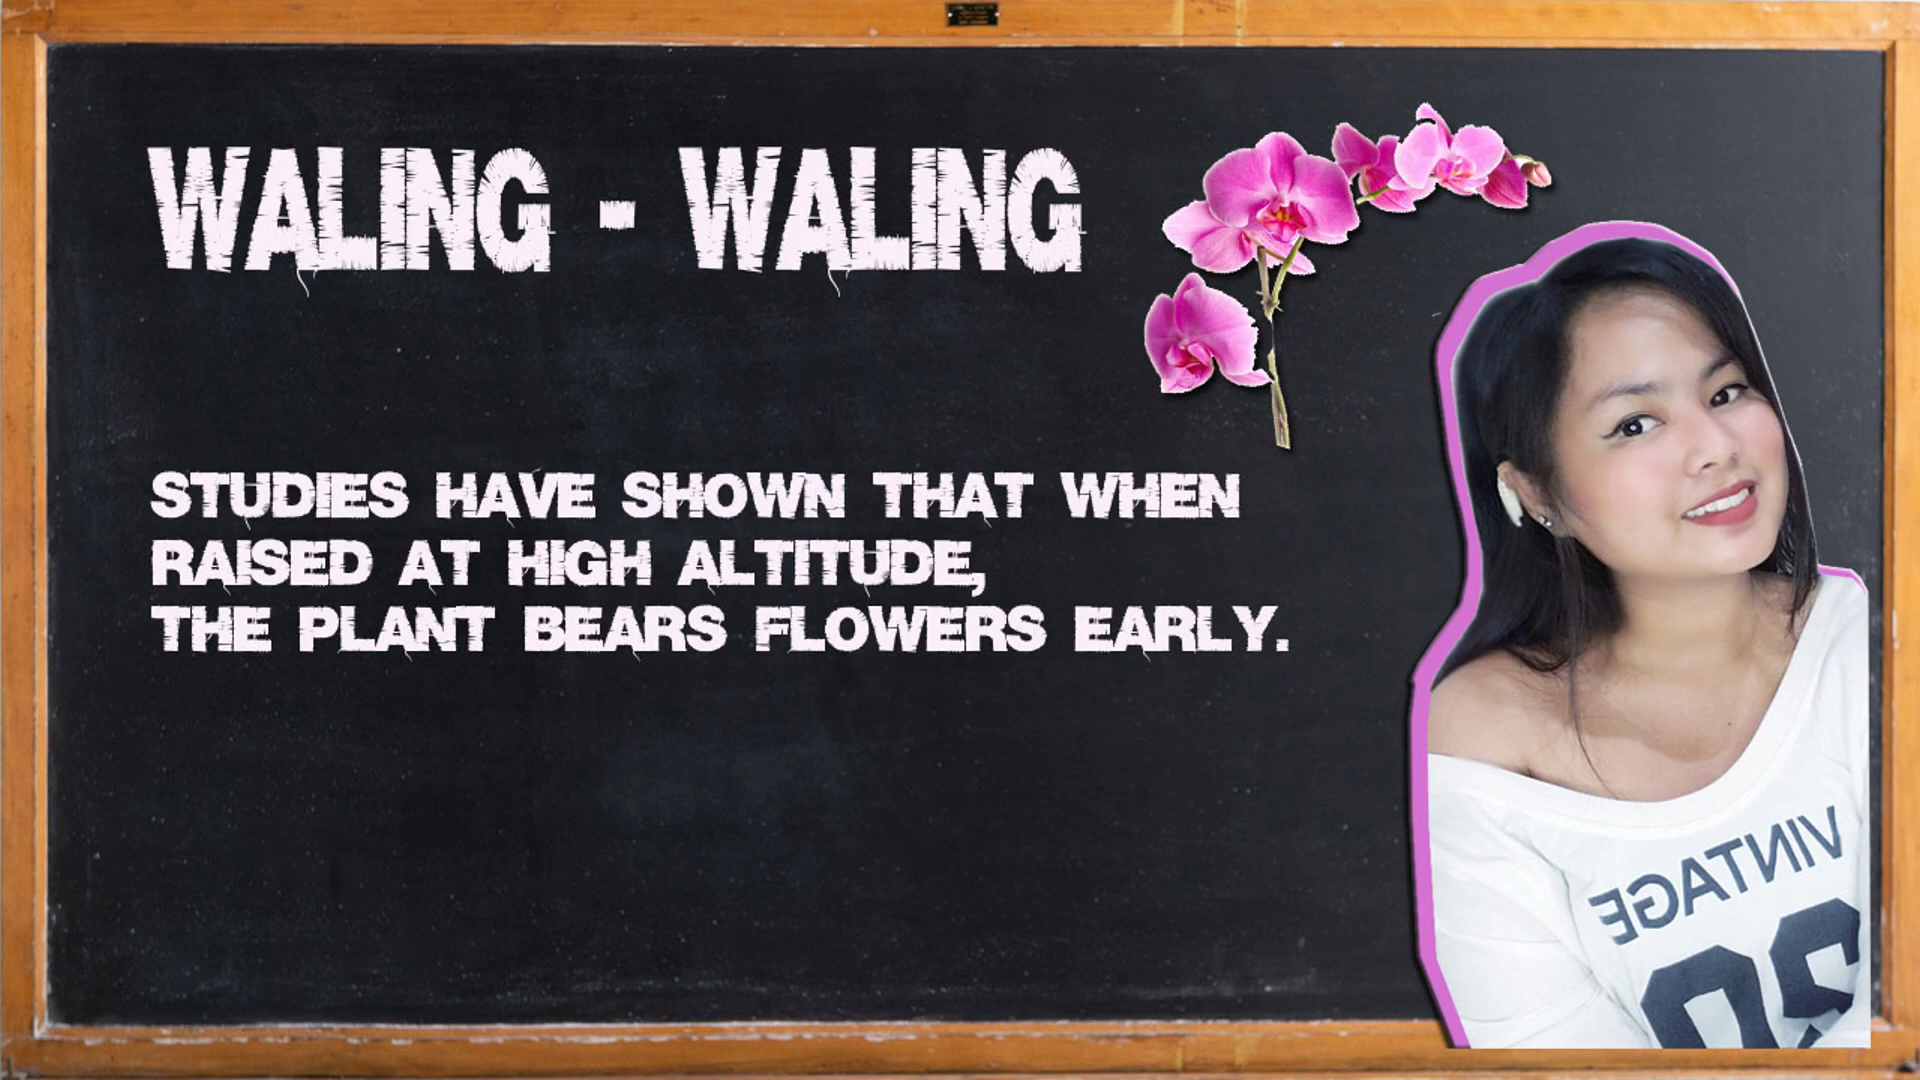 WALING - WALING
STUDIES HAVE SHOWN THAT WHEN
RAISED AT HIGH ALTITUDE,
THE PLANT BEARS FLOWERS EARLY.
VINTAGE